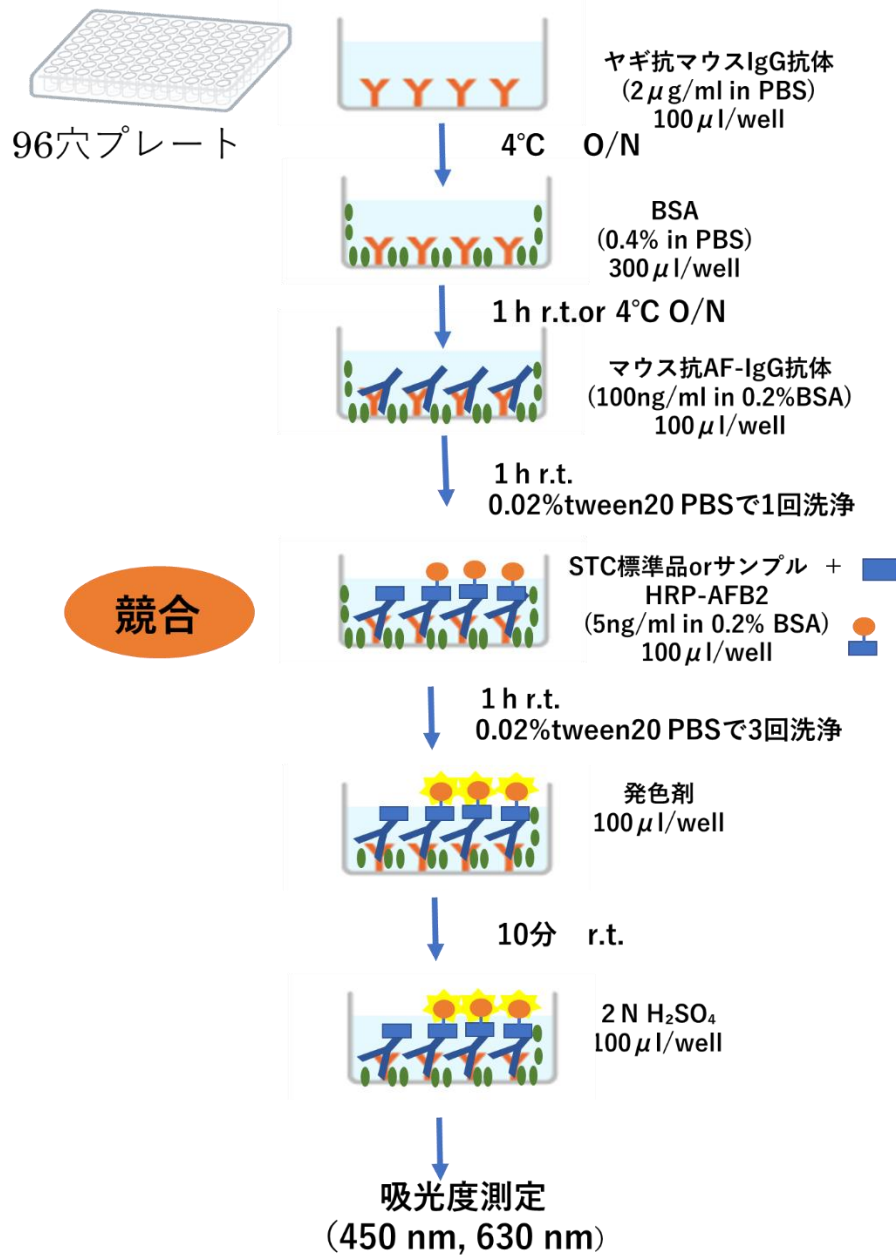 96穴プレート
ヤギ抗マウスIgG抗体
(2μg/ml in PBS)
100μl/well
4℃ O/N
BSA
(0.4% in PBS)
300μl/well
1 h r.t.or 4℃ O/N
マウス抗AF-IgG抗体
(100ng/ml in 0.2%BSA)
100μl/well
1 h r.t.
0.02%tween20 PBSで1回洗浄
競合
STC標準品orサンプル +
HRP-AFB2
(5ng/ml in 0.2% BSA)
100μl/well
1 h r.t.
0.02%tween20 PBSで3回洗浄
発色剤
100μl/well
10分 r.t.
2 N H₂SO₄
100μl/well
吸光度測定
(450 nm, 630 nm)